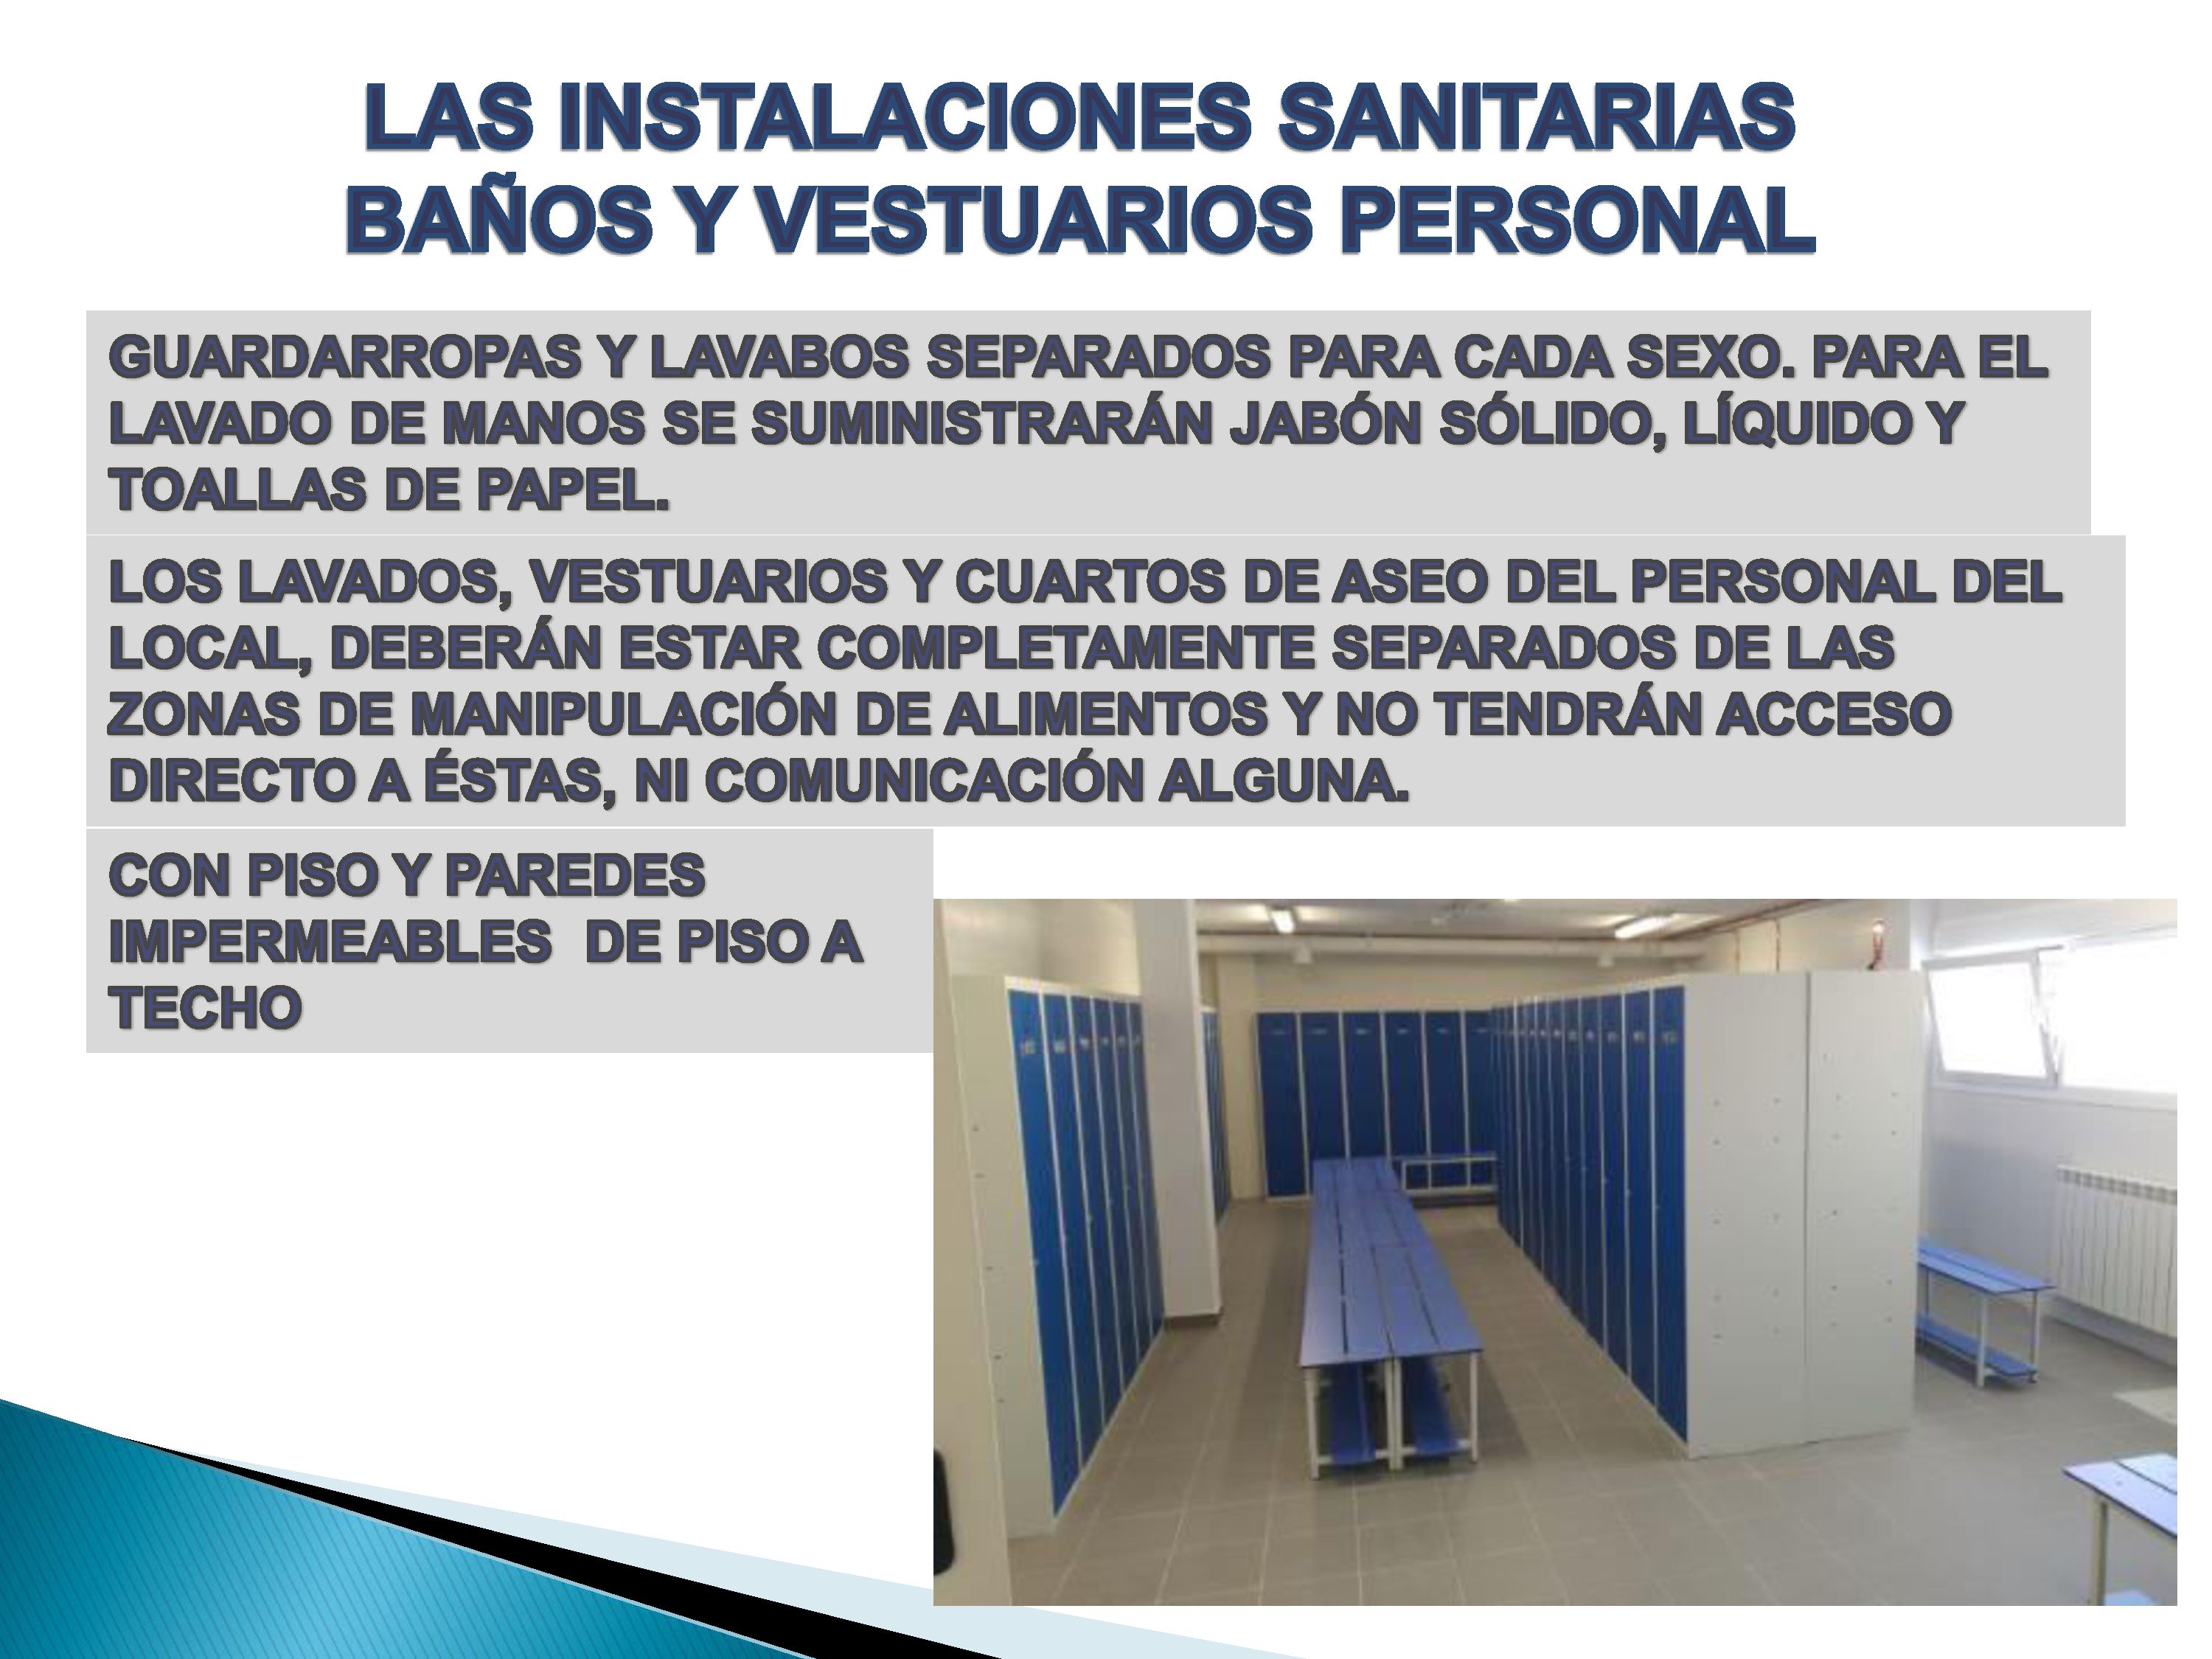 LAS INSTALACIONES SANITARIAS
BAÑOS Y VESTUARIOS PERSONAL
GUARDARROPAS Y LAVABOS SEPARADOS PARA CADA SEXO. PARA EL
LAVADO DE MANOS SE SUMINISTRARÁN JABÓN SÓLIDO, LÍQUIDO Y
TOALLAS DE PAPEL.
LOS LAVADOS, VESTUARIOS Y CUARTOS DE ASEO DEL PERSONAL DEL
LOCAL, DEBERÁN ESTAR COMPLETAMENTE SEPARADOS DE LAS
ZONAS DE MANIPULACIÓN DE ALIMENTOS Y NO TENDRÁN ACCESO
DIRECTO A ÉSTAS, NI COMUNICACIÓN ALGUNA.
CON PISO Y PAREDES
IMPERMEABLES DE PISO A
TECHO